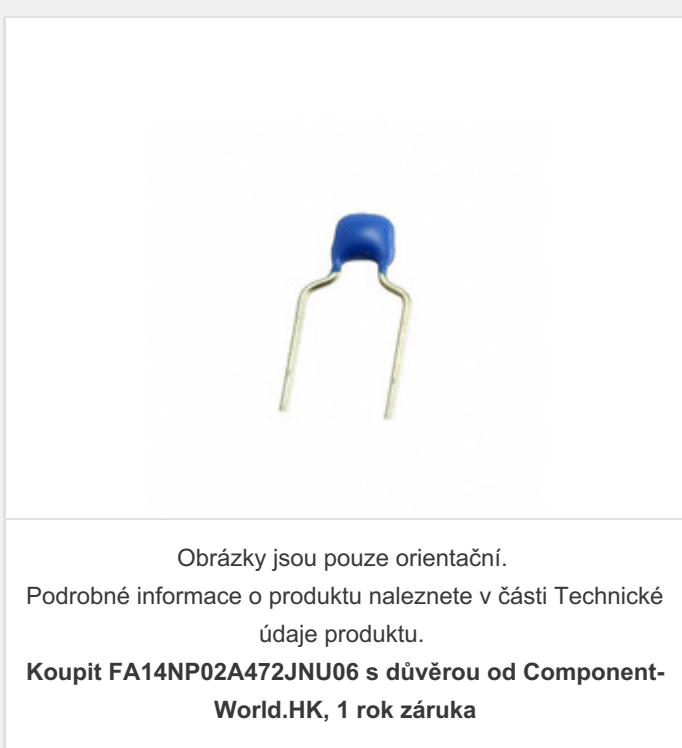 Obrázky jsou pouze orientační.
Podrobné informace o produktu naleznete v části Technické
údaje produktu.
Koupit FA14NP02A472JNU06 s důvěrou od Component-
World.HK, 1 rok záruka